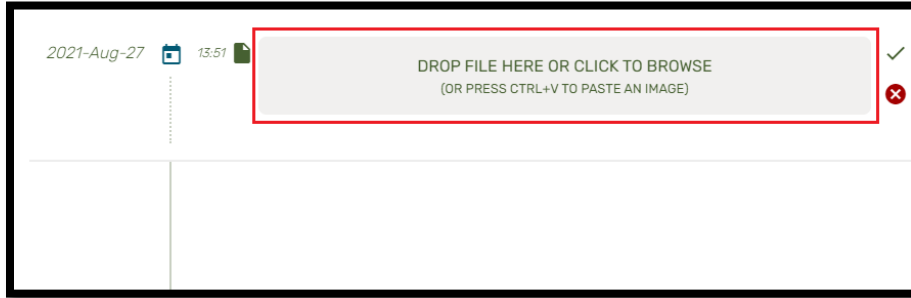 2021-Aug-27 13:51
DROP FILE HERE OR CLICK TO BROWSE
(OR PRESS CTRL+V TO PASTE AN IMAGE)